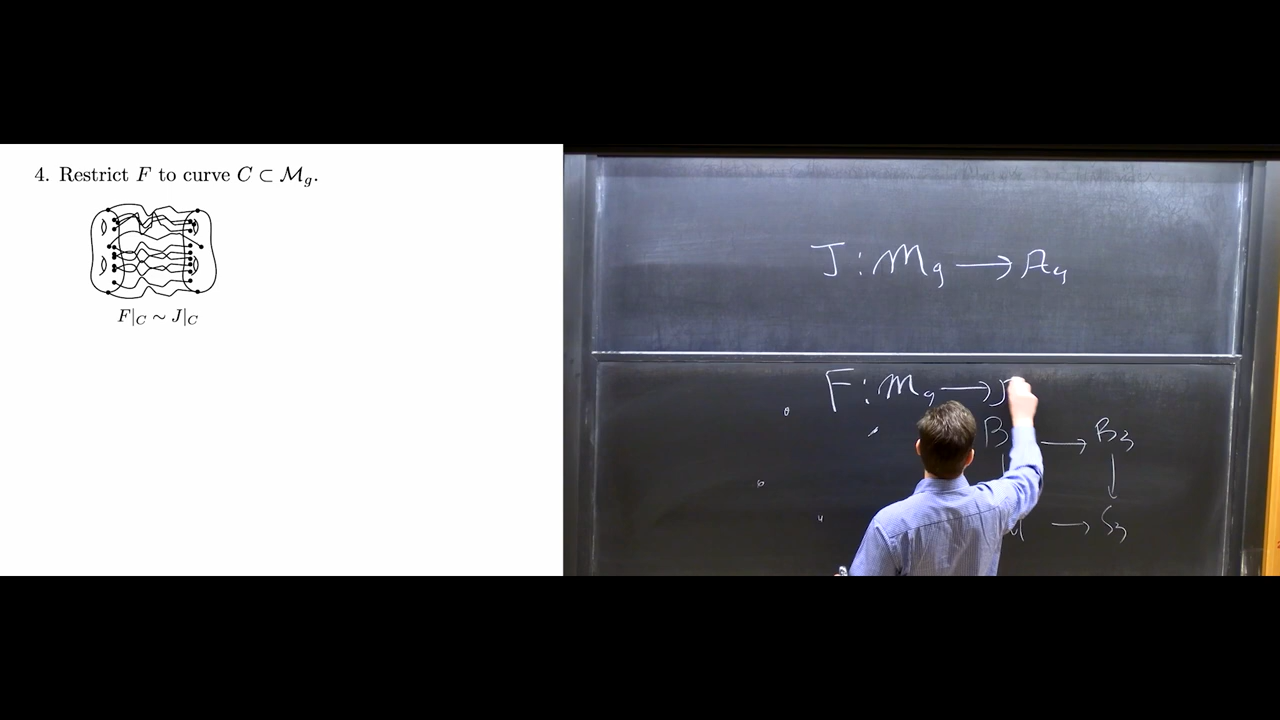 4. Restrict F to curve C ⊂ ℳ_g.
F|_C ∼ J|_C
J : ℳ_g ⟶ A_g
F : ℳ_g ⟶
B ⟶ B_3
↓ ↓
⟶ S_3